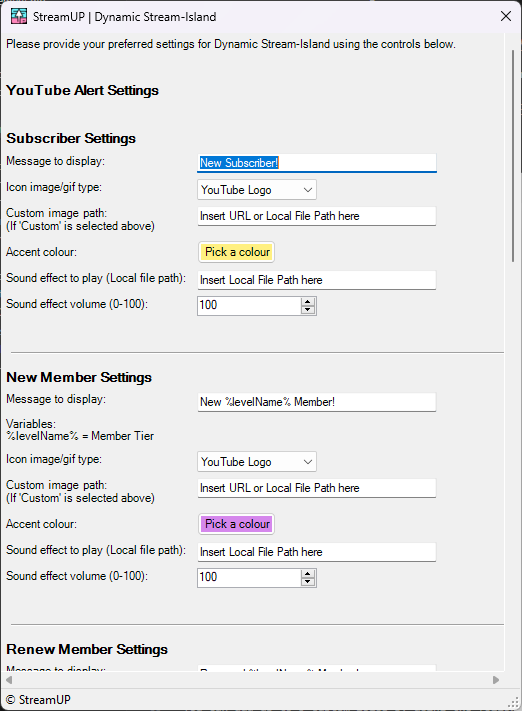 StreamUP | Dynamic Stream-Island
Please provide your preferred settings for Dynamic Stream-Island using the controls below.
YouTube Alert Settings
Subscriber Settings
Message to display: New Subscriber!
Icon image/gif type: YouTube Logo
Custom image path: Insert URL or Local File Path here
(If 'Custom' is selected above)
Accent colour: Pick a colour
Sound effect to play (Local file path): Insert Local File Path here
Sound effect volume (0-100): 100
New Member Settings
Message to display: New %levelName% Member!
Variables:
%levelName% = Member Tier
Icon image/gif type: YouTube Logo
Custom image path: Insert URL or Local File Path here
(If 'Custom' is selected above)
Accent colour: Pick a colour
Sound effect to play (Local file path): Insert Local File Path here
Sound effect volume (0-100): 100
Renew Member Settings
Message to display:
© StreamUP